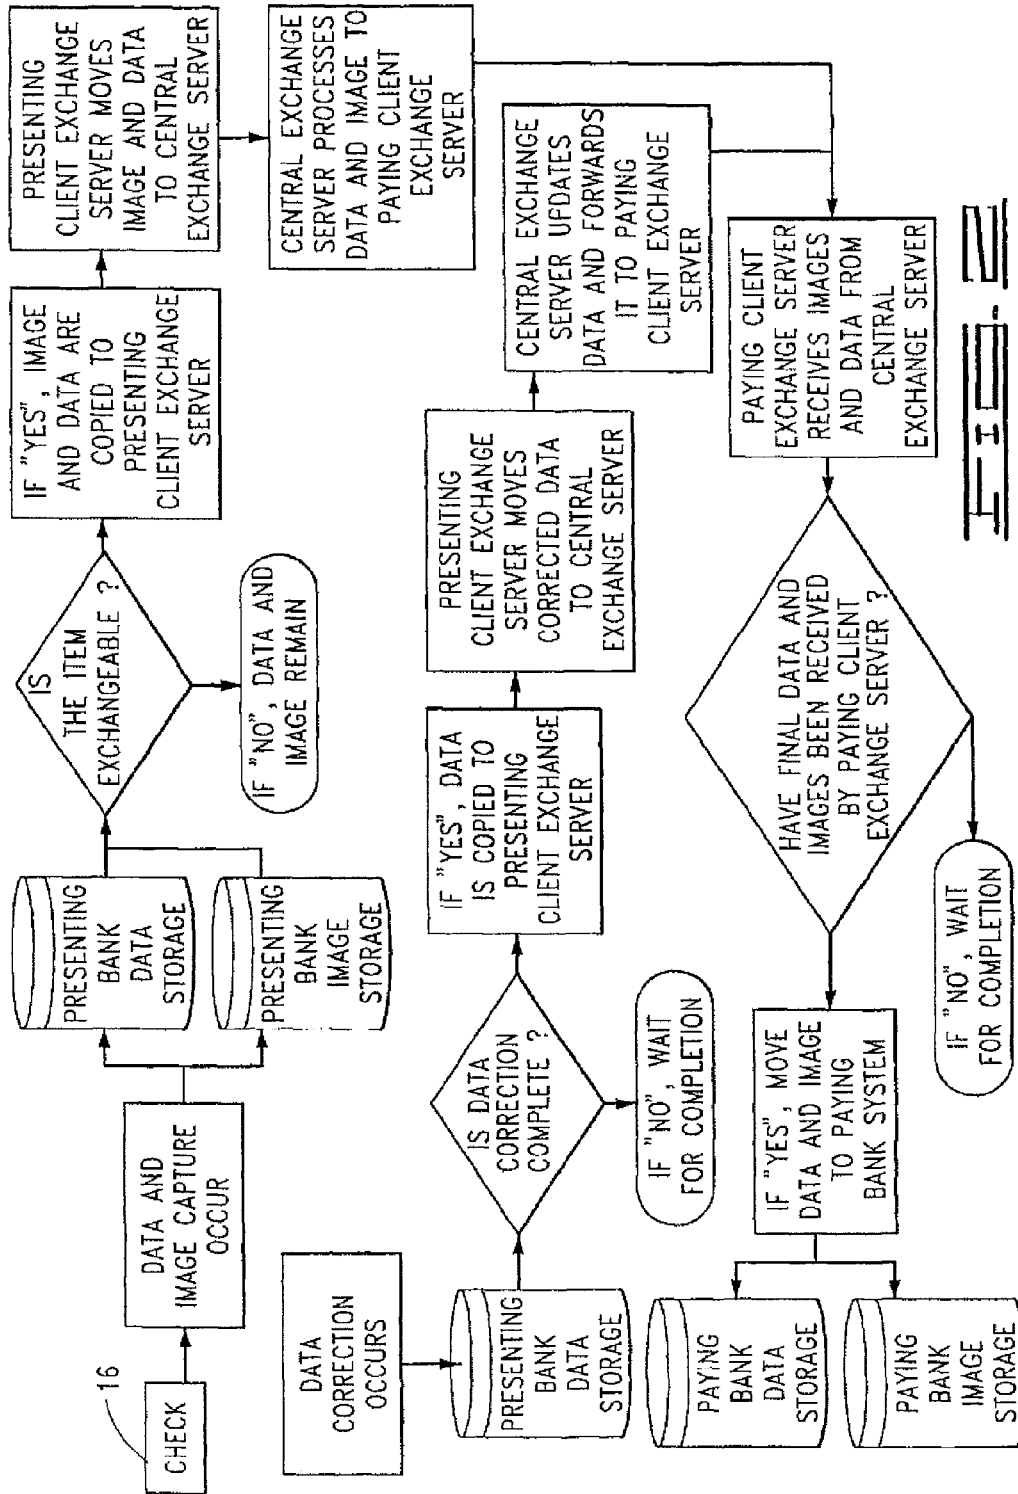 16
CHECK
DATA AND
IMAGE CAPTURE
OCCUR
PRESENTING
BANK
DATA
STORAGE
PRESENTING
BANK
IMAGE
STORAGE
IS
THE ITEM
EXCHANGEABLE ?
IF "NO", DATA AND
IMAGE REMAIN
IF "YES", IMAGE
AND DATA ARE
COPIED TO
PRESENTING
CLIENT EXCHANGE
SERVER
PRESENTING
CLIENT EXCHANGE
SERVER MOVES
IMAGE AND DATA
TO CENTRAL
EXCHANGE SERVER
CENTRAL EXCHANGE
SERVER PROCESSES
DATA AND IMAGE TO
PAYING CLIENT
EXCHANGE
SERVER
DATA
CORRECTION
OCCURS
PRESENTING
BANK
DATA
STORAGE
IS DATA
CORRECTION
COMPLETE ?
IF "NO", WAIT
FOR COMPLETION
IF "YES", DATA
IS COPIED TO
PRESENTING
CLIENT EXCHANGE
SERVER
PRESENTING
CLIENT EXCHANGE
SERVER MOVES
CORRECTED DATA
TO CENTRAL
EXCHANGE SERVER
CENTRAL EXCHANGE
SERVER UPDATES
DATA AND FORWARDS
IT TO PAYING
CLIENT EXCHANGE
SERVER
PAYING CLIENT
EXCHANGE SERVER
RECEIVES IMAGES
AND DATA FROM
CENTRAL
EXCHANGE SERVER
HAVE FINAL DATA AND
IMAGES BEEN RECEIVED
BY PAYING CLIENT
EXCHANGE SERVER ?
IF "NO", WAIT
FOR COMPLETION
IF "YES", MOVE
DATA AND IMAGE
TO PAYING
BANK SYSTEM
PAYING
BANK
DATA
STORAGE
PAYING
BANK
IMAGE
STORAGE
FIG. 2